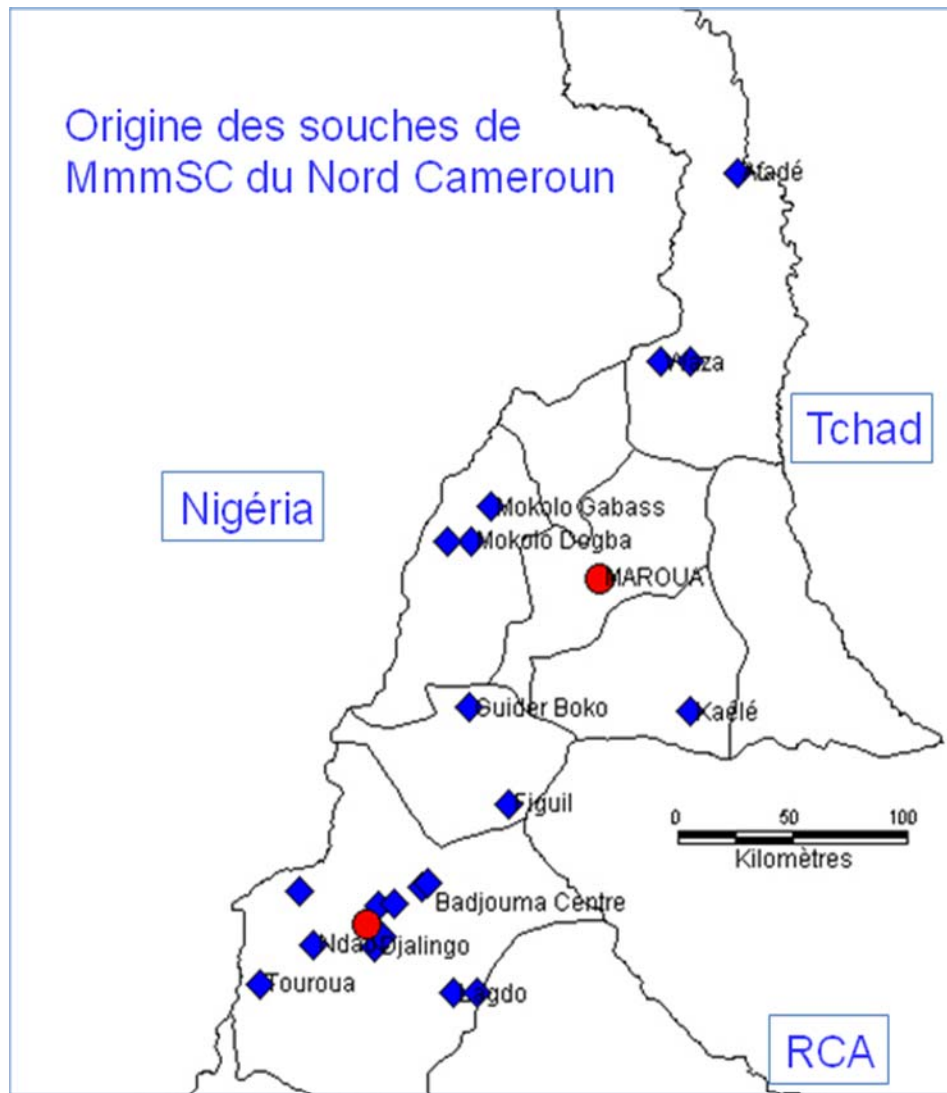 Origine des souches de
MmmSC du Nord Cameroun
Afadé
Tchad
Nigéria
Mokolo Gabass
Mokolo Dogba
MAROUA
Guider Boko
Kaélé
Figuil
0 50 100
Kilomètres
Badjouma Centre
Djalingo
Touroua
Lagdo
RCA